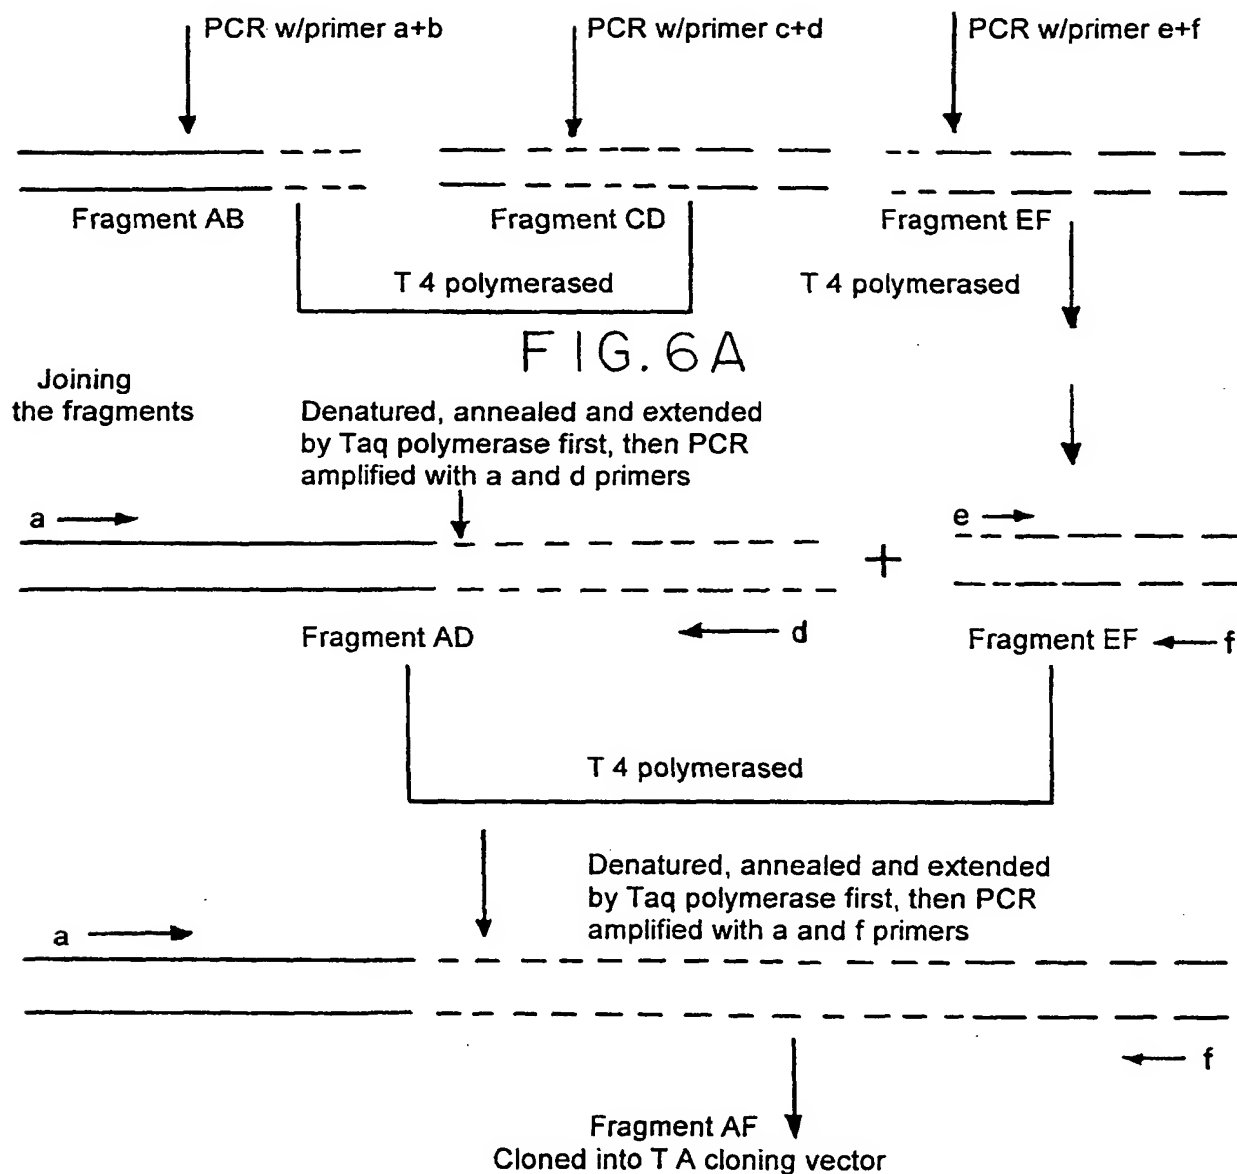 PCR w/primer a+b
PCR w/primer c+d
PCR w/primer e+f
Fragment AB
Fragment CD
Fragment EF
T 4 polymerased
T 4 polymerased
FIG.6A
Joining
the fragments
Denatured, annealed and extended
by Taq polymerase first, then PCR
amplified with a and d primers
a
e
+
d
Fragment AD
Fragment EF
f
T 4 polymerased
Denatured, annealed and extended
by Taq polymerase first, then PCR
amplified with a and f primers
a
f
Fragment AF
Cloned into T A cloning vector